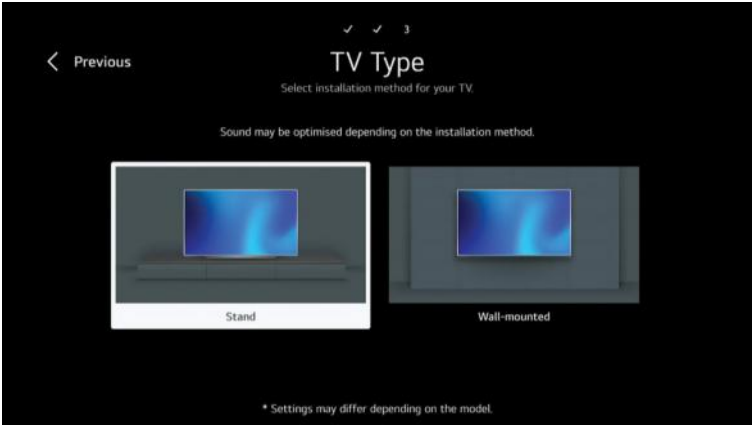 ✓ ✓ 3
Previous
TV Type
Select installation method for your TV.
Sound may be optimised depending on the installation method.
Stand
Wall-mounted
* Settings may differ depending on the model.